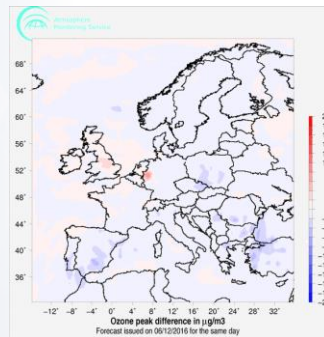 Atmosphere
Monitoring Service
68˚
64˚
60˚
56˚
52˚
48˚
44˚
40˚
36˚
-12˚ -8˚ -4˚ 0˚ 4˚ 8˚ 12˚ 16˚ 20˚ 24˚ 28˚ 32˚
Ozone peak difference in µg/m3
Forecast issued on 06/12/2016 for the same day